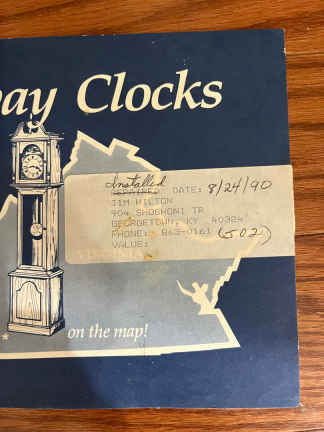 ay Clocks
Installed
REPAIRED DATE: 8/24/90
JIM HILTON
904 SHOSHONI TR
GEORGETOWN, KY 40324
PHONE: 863-0161 (502)
VALUE:
on the map!